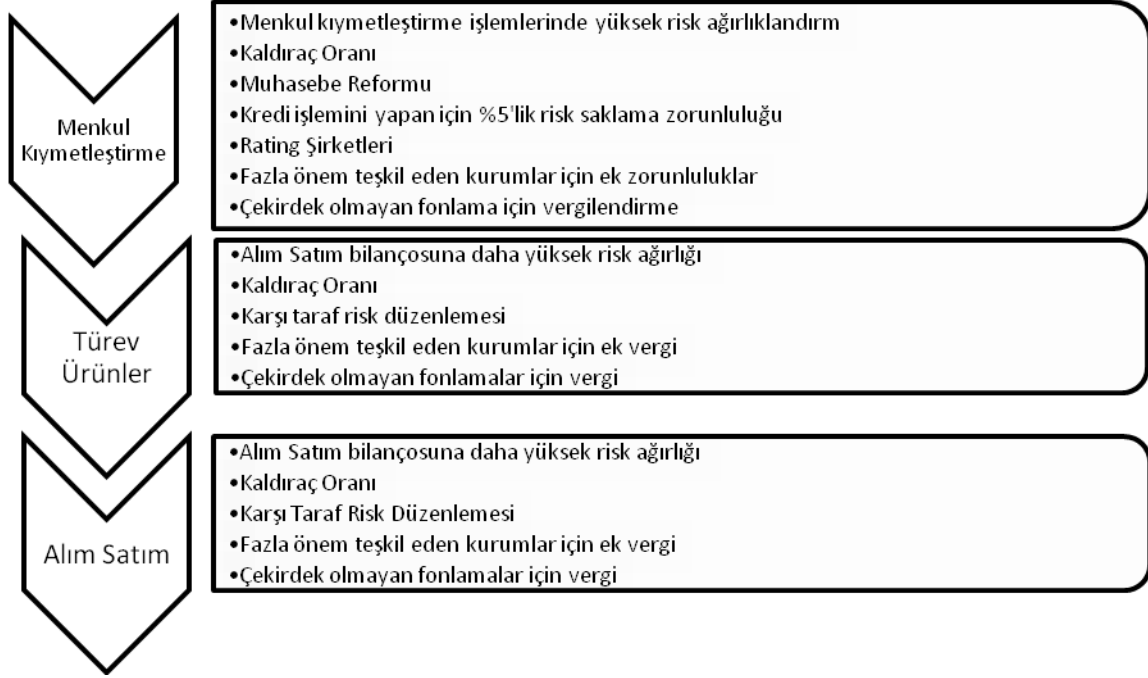 Menkul
Kıymetleştirme
•Menkul kıymetleştirme işlemlerinde yüksek risk ağırlıklandırm
•Kaldıraç Oranı
•Muhasebe Reformu
•Kredi işlemini yapan için %5'lik risk saklama zorunluluğu
•Rating Şirketleri
•Fazla önem teşkil eden kurumlar için ek zorunluluklar
•Çekirdek olmayan fonlama için vergilendirme
Türev
Ürünler
•Alım Satım bilançosuna daha yüksek risk ağırlığı
•Kaldıraç Oranı
•Karşı taraf risk düzenlemesi
•Fazla önem teşkil eden kurumlar için ek vergi
•Çekirdek olmayan fonlamalar için vergi
Alım Satım
•Alım Satım bilançosuna daha yüksek risk ağırlığı
•Kaldıraç Oranı
•Karşı Taraf Risk Düzenlemesi
•Fazla önem teşkil eden kurumlar için ek vergi
•Çekirdek olmayan fonlamalar için vergi